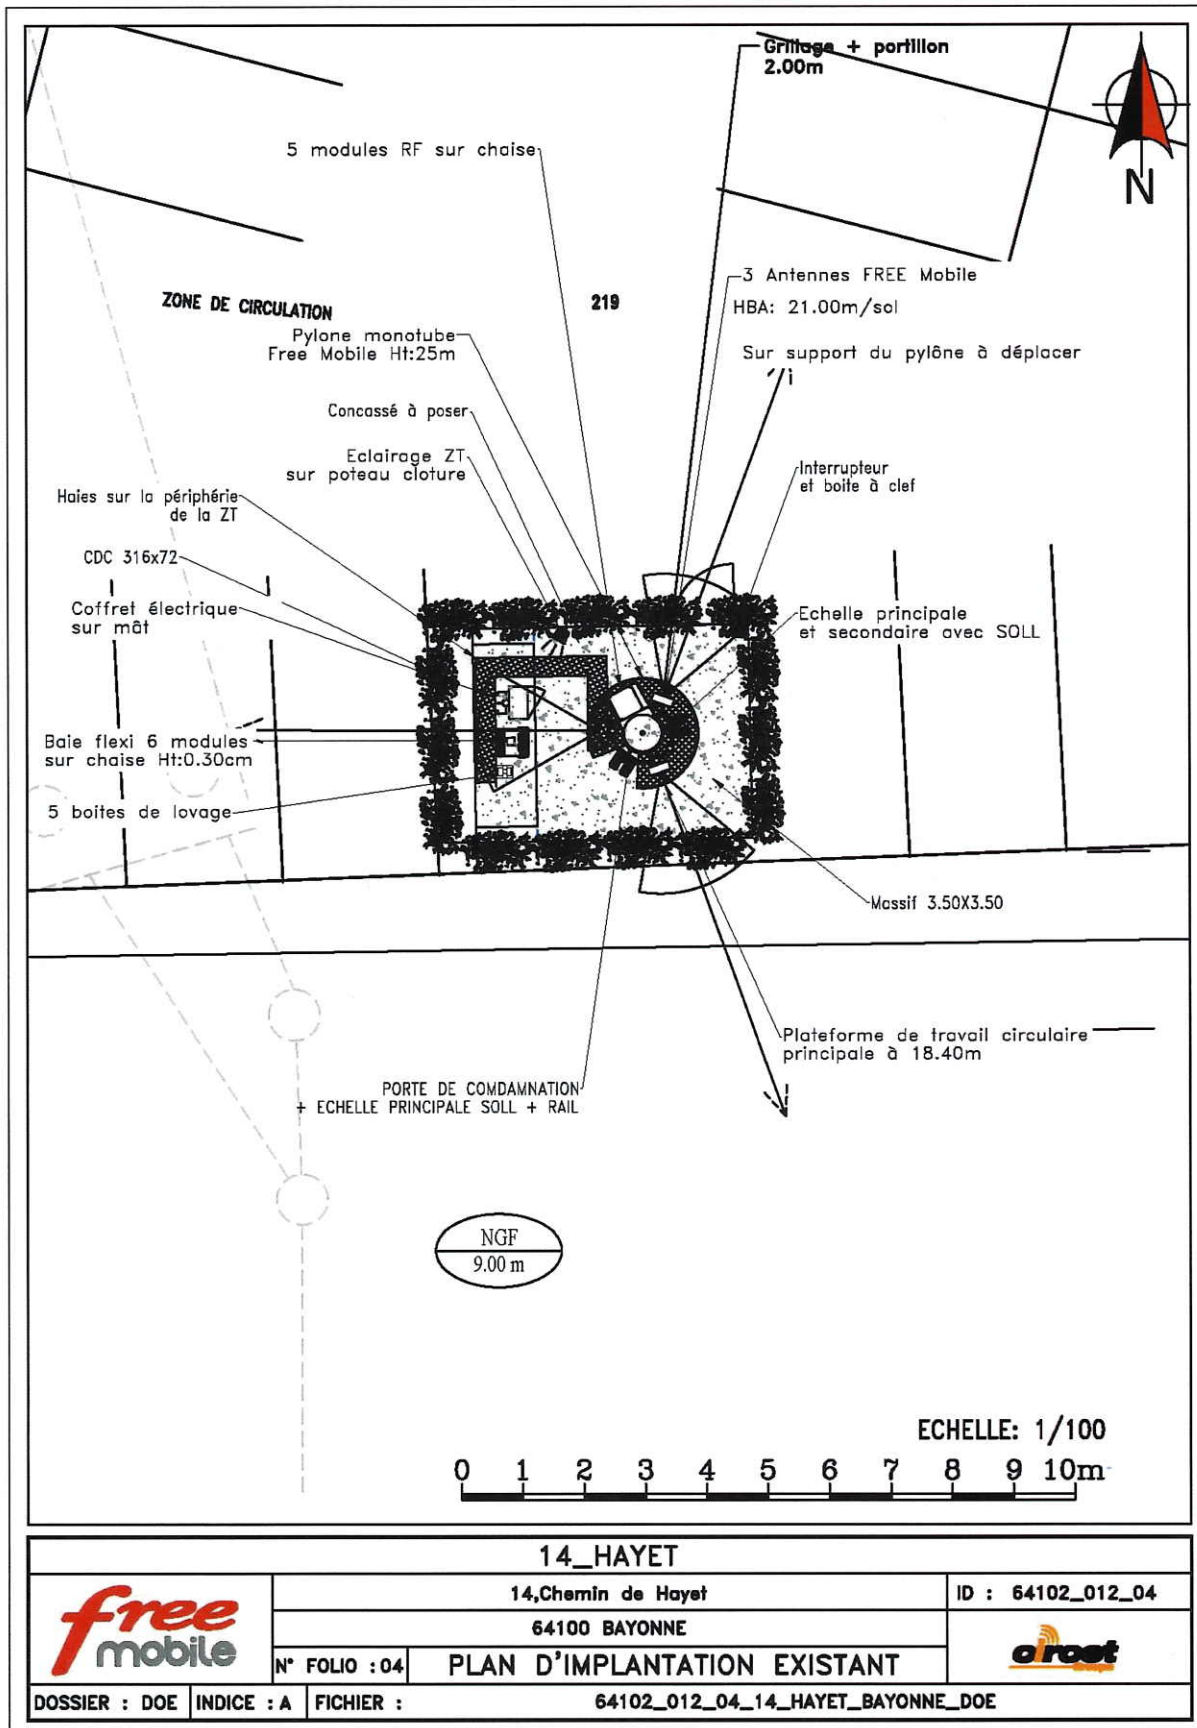 Grillage + portillon
2.00m
5 modules RF sur chaise
N
3 Antennes FREE Mobile
HBA: 21.00m/sol
ZONE DE CIRCULATION
219
Pylone monotube
Free Mobile Ht:25m
Sur support du pylône à déplacer
Concassé à poser
Eclairage ZT
sur poteau cloture
Interrupteur
et boite à clef
Haies sur la périphérie
de la ZT
CDC 316x72
Coffret électrique
sur mât
Echelle principale
et secondaire avec SOLL
Baie flexi 6 modules
sur chaise Ht:0.30cm
5 boites de lovage
Massif 3.50X3.50
Plateforme de travail circulaire
principale à 18.40m
PORTE DE COMDAMNATION
+ ECHELLE PRINCIPALE SOLL + RAIL
NGF
9.00 m
ECHELLE: 1/100
0 1 2 3 4 5 6 7 8 9 10m
14_HAYET
free
mobile
14,Chemin de Hayet
ID : 64102_012_04
64100 BAYONNE
N° FOLIO : 04
PLAN D'IMPLANTATION EXISTANT
DOSSIER : DOE
INDICE : A
FICHIER :
64102_012_04_14_HAYET_BAYONNE_DOE